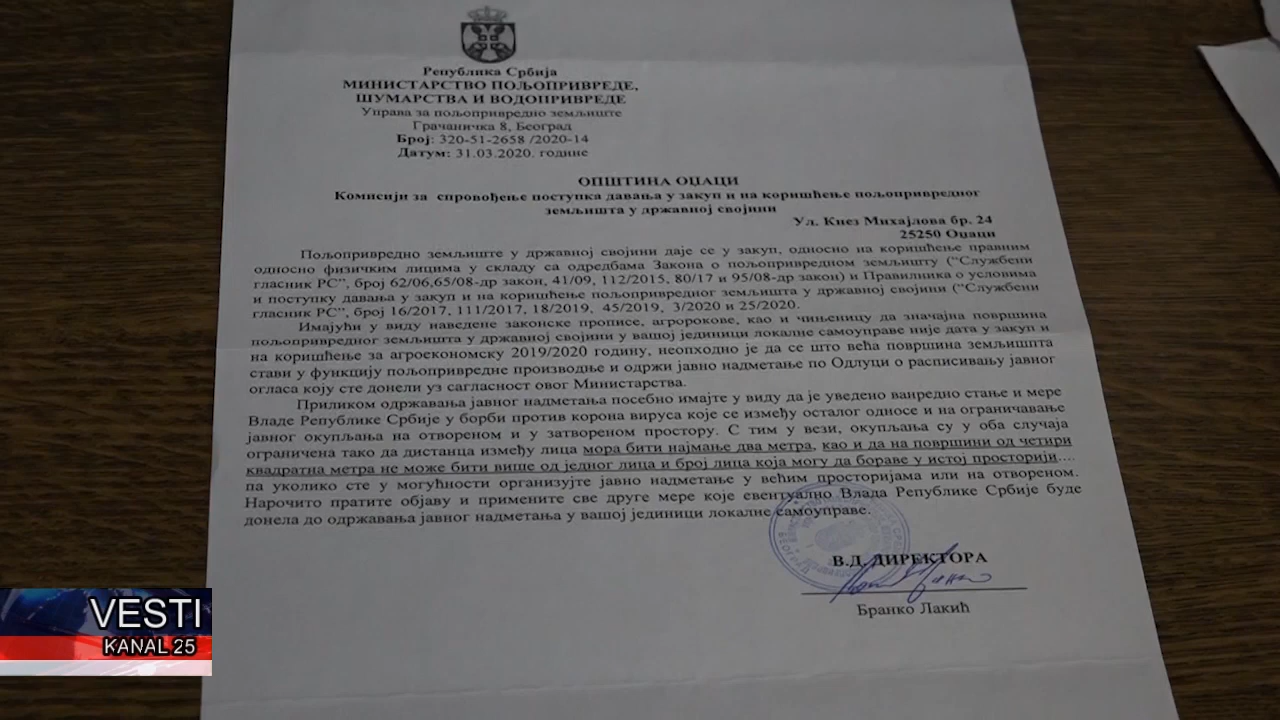 Република Србија
МИНИСТАРСТВО ПОЉОПРИВРЕДЕ,
ШУМАРСТВА И ВОДОПРИВРЕДЕ
Управа за пољопривредно земљиште
Грачаничка 8, Београд
Број: 320-51-2658 /2020-14
Датум: 31.03.2020. године
ОПШТИНА ОЏАЦИ
Комисији за спровођење поступка давања у закуп и на коришћење пољопривредног
земљишта у државној својини
Ул. Кнез Михајлова бр. 24
25250 Оџаци
Пољопривредно земљиште у државној својини даје се у закуп, односно на коришћење правним
односно физичким лицима у складу са одредбама Закона о пољопривредном земљишту ("Службени
гласник РС", број 62/06,65/08-др закон, 41/09, 112/2015, 80/17 и 95/08-др закон) и Правилника о условима
и поступку давања у закуп и на коришћење пољопривредног земљишта у државној својини ("Службени
гласник РС", број 16/2017, 111/2017, 18/2019, 45/2019, 3/2020 и 25/2020.
Имајући у виду наведене законске прописе, агророкове, као и чињеницу да значајна површина
пољопривредног земљишта у државној својини у вашој јединици локалне самоуправе није дата у закуп и
на коришћење за агроекономску 2019/2020 годину, неопходно је да се што већа површина земљишта
стави у функцију пољопривредне производње и одржи јавно надметање по Одлуци о расписивању јавног
огласа коју сте донели уз сагласност овог Министарства.
Приликом одржавања јавног надметања посебно имајте у виду да је уведено ванредно стање и мере
Владе Републике Србије у борби против корона вируса које се између осталог односе и на ограничавање
јавног окупљања на отвореном и у затвореном простору. С тим у вези, окупљања су у оба случаја
ограничена тако да дистанца између лица мора бити најмање два метра, као и да на површини од четири
квадратна метра не може бити више од једног лица и број лица која могу да бораве у истој просторији....
па уколико сте у могућности организујте јавно надметање у већим просторијама или на отвореном.
Нарочито пратите објаву и примените све друге мере које евентуално Влада Републике Србије буде
донела до одржавања јавног надметања у вашој јединици локалне самоуправе.
В.Д. ДИРЕКТОРА
Бранко Лакић
VESTI
KANAL 25